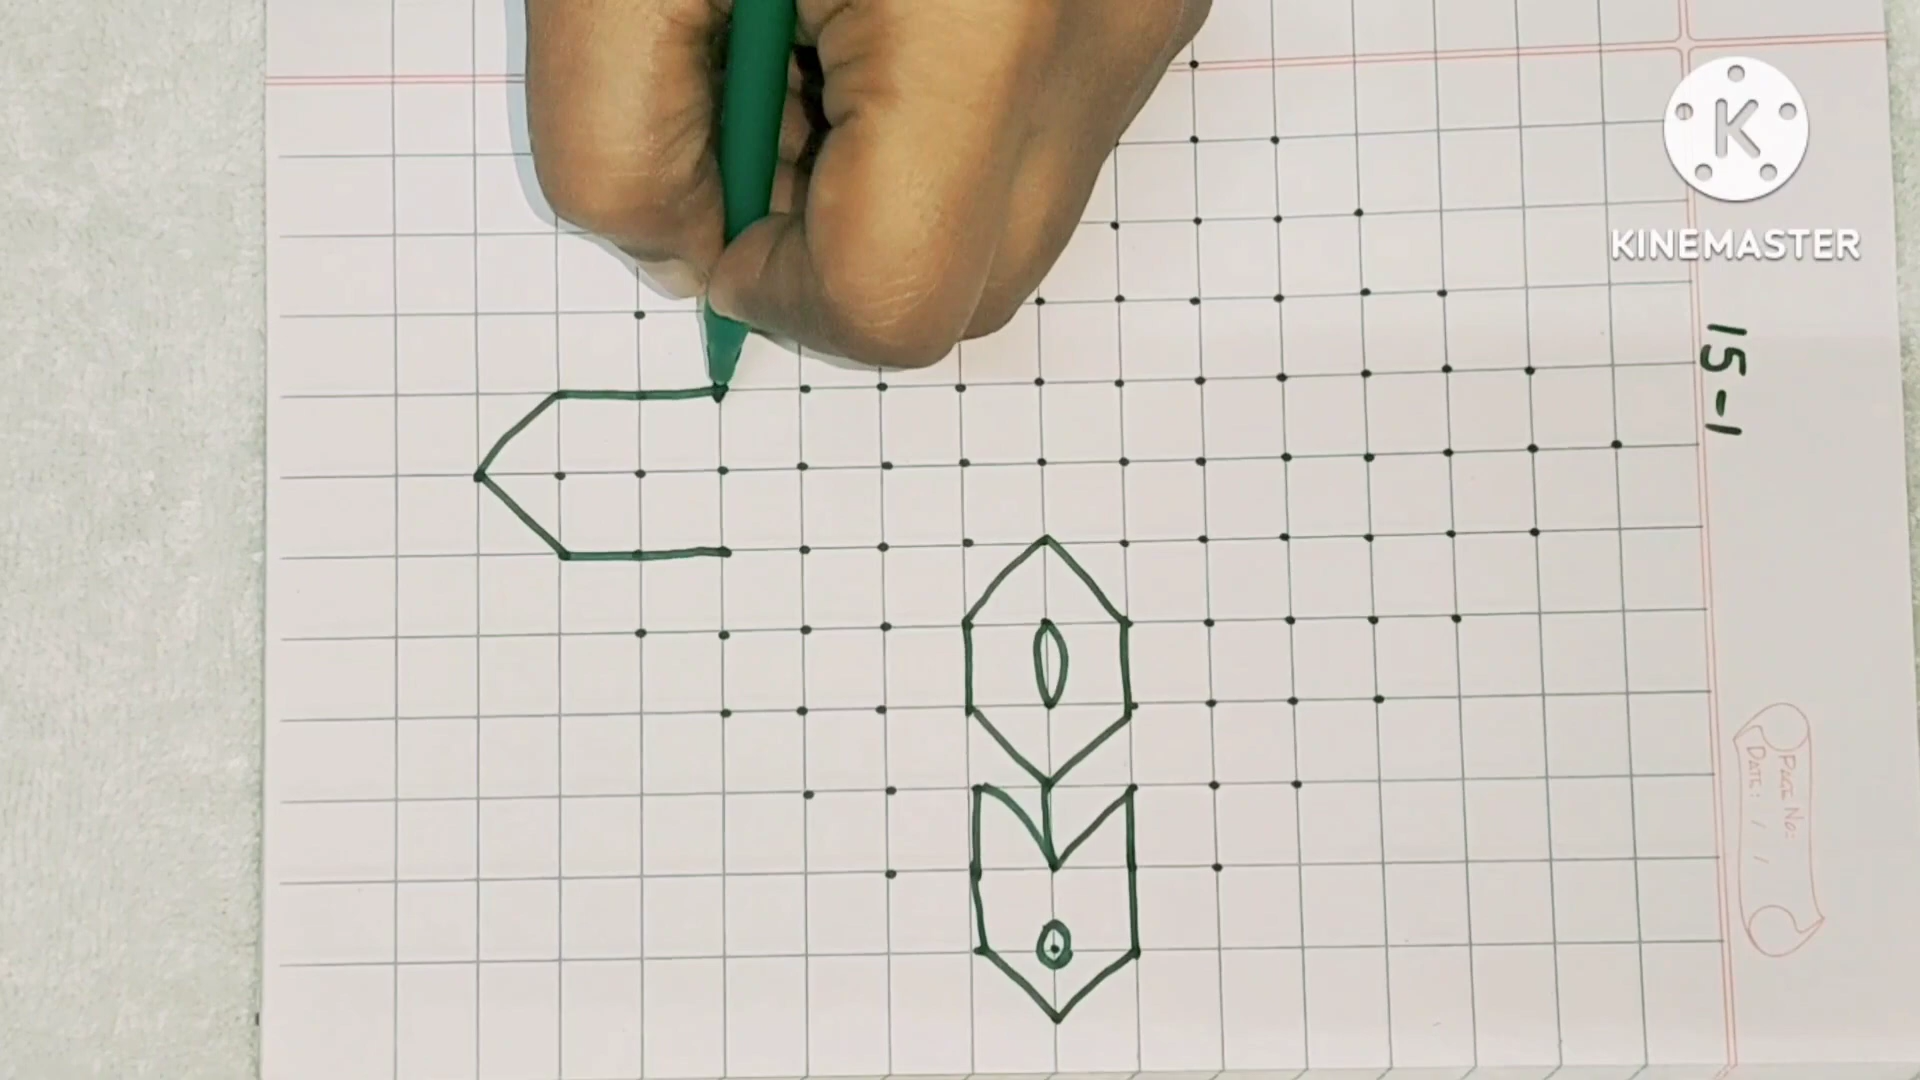 K
KINEMASTER
15-1
PAGE No:
DATE: / /